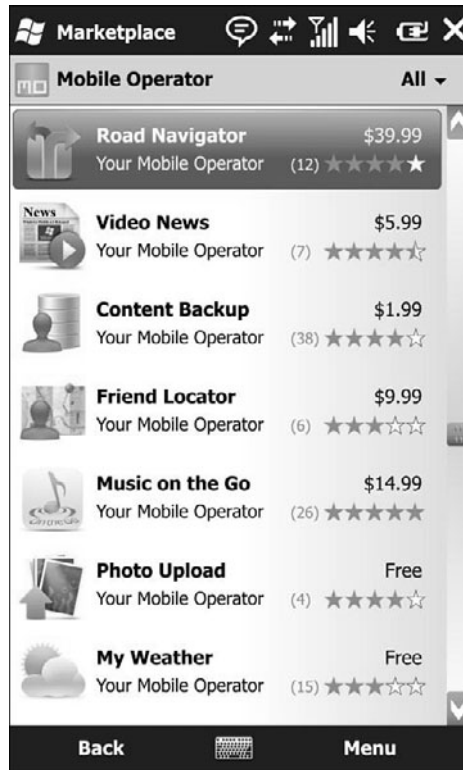 Marketplace
mo Mobile Operator All
Road Navigator $39.99
Your Mobile Operator (12)
News
Video News $5.99
Your Mobile Operator (7)
Content Backup $1.99
Your Mobile Operator (38)
Friend Locator $9.99
Your Mobile Operator (6)
Music on the Go $14.99
Your Mobile Operator (26)
Photo Upload Free
Your Mobile Operator (4)
My Weather Free
Your Mobile Operator (15)
Back Menu